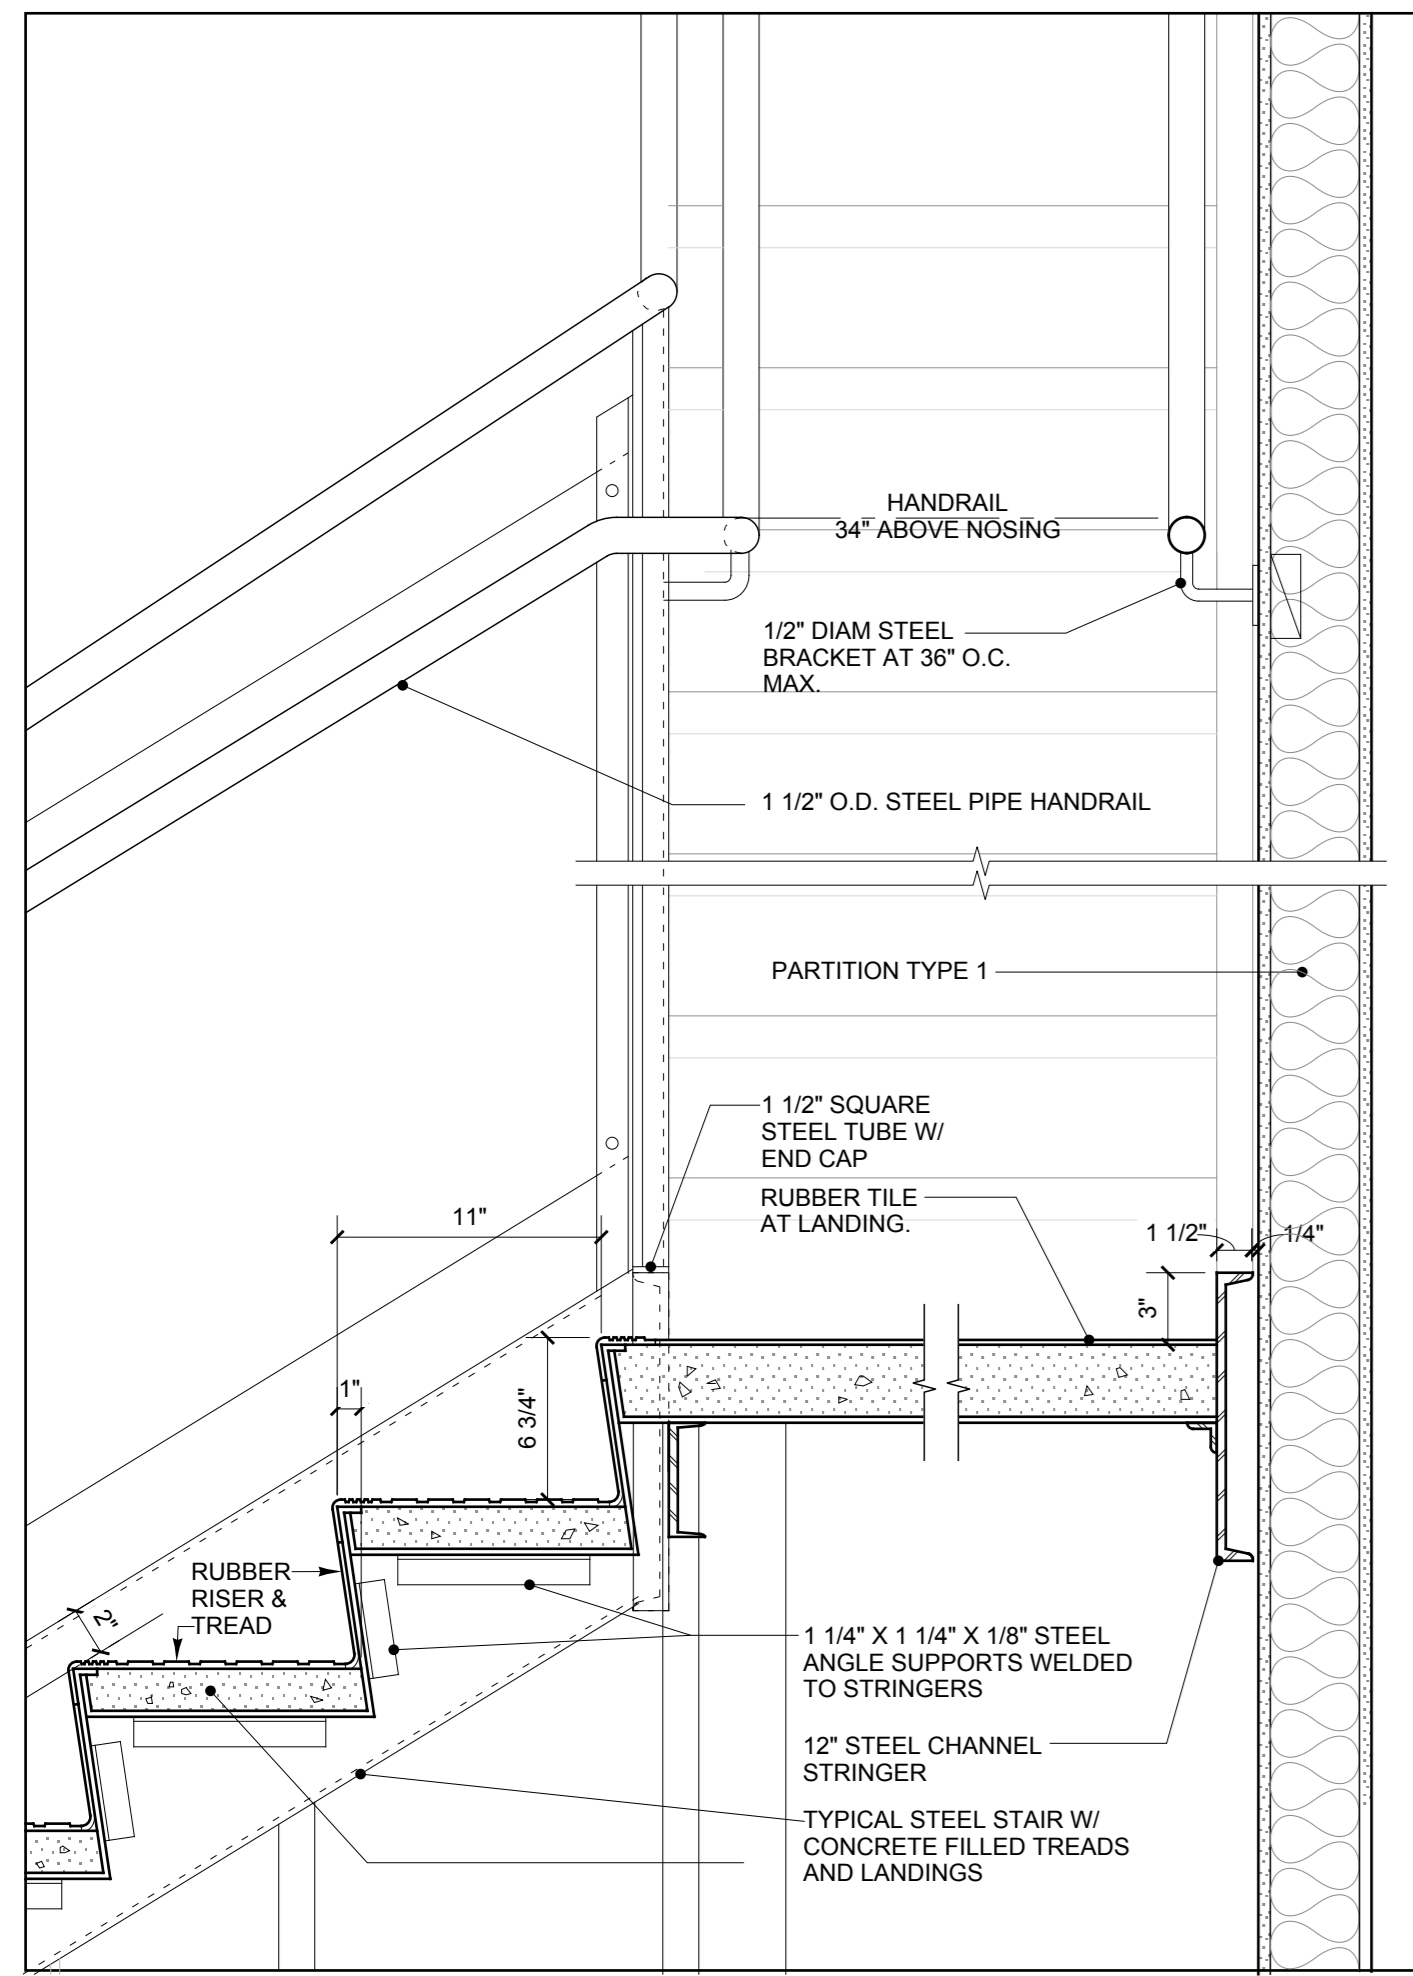 HANDRAIL
34" ABOVE NOSING
1/2" DIAM STEEL
BRACKET AT 36" O.C.
MAX.
1 1/2" O.D. STEEL PIPE HANDRAIL
PARTITION TYPE 1
1 1/2" SQUARE
STEEL TUBE W/
END CAP
RUBBER TILE
AT LANDING.
11"
1 1/2"
1/4"
3"
1"
6 3/4"
RUBBER
RISER &
TREAD
2"
1 1/4" X 1 1/4" X 1/8" STEEL
ANGLE SUPPORTS WELDED
TO STRINGERS
12" STEEL CHANNEL
STRINGER
TYPICAL STEEL STAIR W/
CONCRETE FILLED TREADS
AND LANDINGS